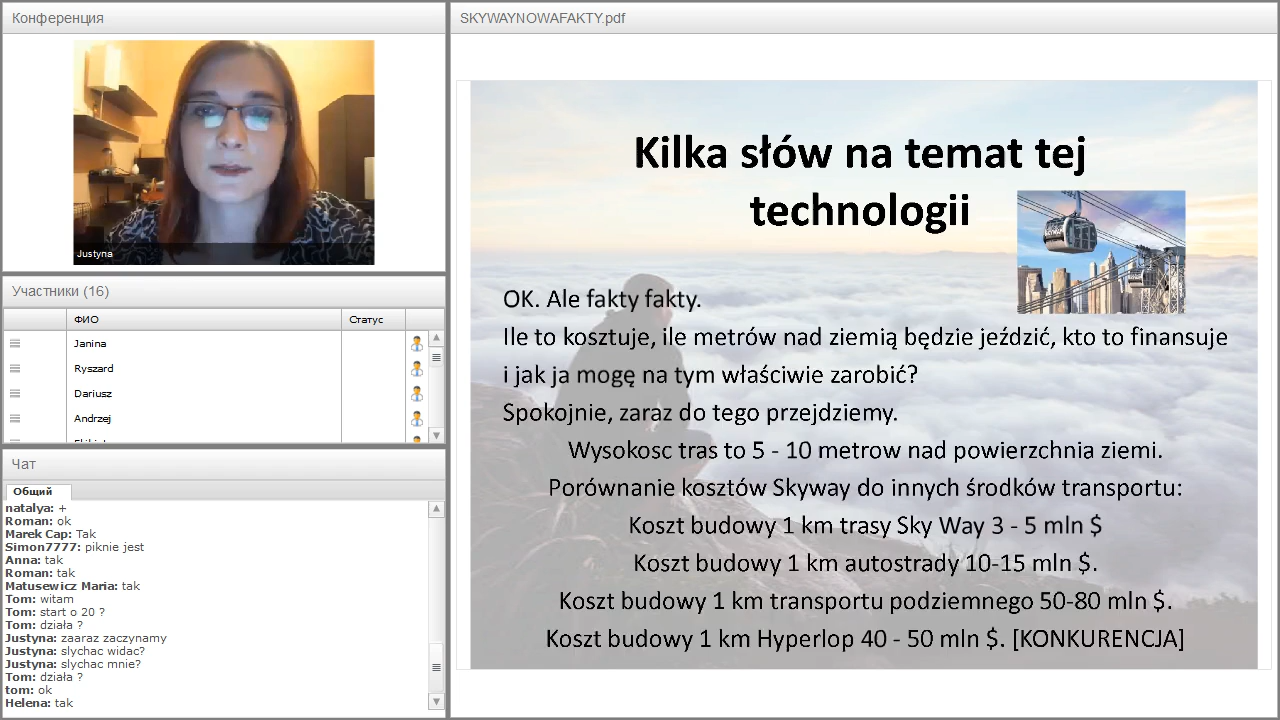 Конференция
Justyna
Участники (16)
ФИО
Статус
Janina
Ryszard
Dariusz
Andrzej
Чат
Общий
natalya: +
Roman: ok
Marek Cap: Tak
Simon7777: piknie jest
Anna: tak
Roman: tak
Matusewicz Maria: tak
Tom: witam
Tom: start o 20 ?
Tom: działa ?
Justyna: zaaraz zaczynamy
Justyna: slychac widac?
Justyna: slychac mnie?
Tom: działa ?
tom: ok
Helena: tak
SKYWAYNOWAFAKTY.pdf
Kilka słów na temat tej
technologii
OK. Ale fakty fakty.
Ile to kosztuje, ile metrów nad ziemią będzie jeździć, kto to finansuje
i jak ja mogę na tym właściwie zarobić?
Spokojnie, zaraz do tego przejdziemy.
Wysokosc tras to 5 - 10 metrow nad powierzchnia ziemi.
Porównanie kosztów Skyway do innych środków transportu:
Koszt budowy 1 km trasy Sky Way 3 - 5 mln $
Koszt budowy 1 km autostrady 10-15 mln $.
Koszt budowy 1 km transportu podziemnego 50-80 mln $.
Koszt budowy 1 km Hyperlop 40 - 50 mln $. [KONKURENCJA]